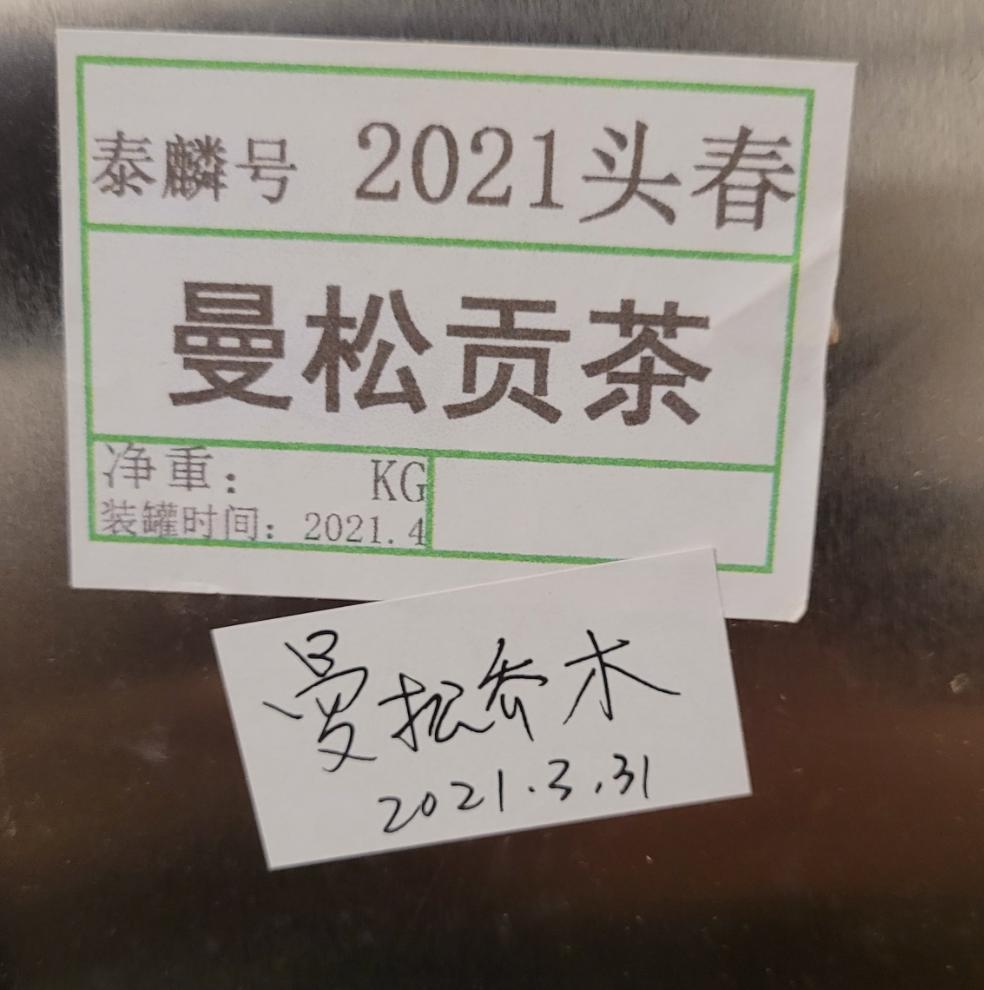 泰麟号 2021头春
曼松贡茶
净重： KG
装罐时间：2021.4
曼松乔木
2021.3.31